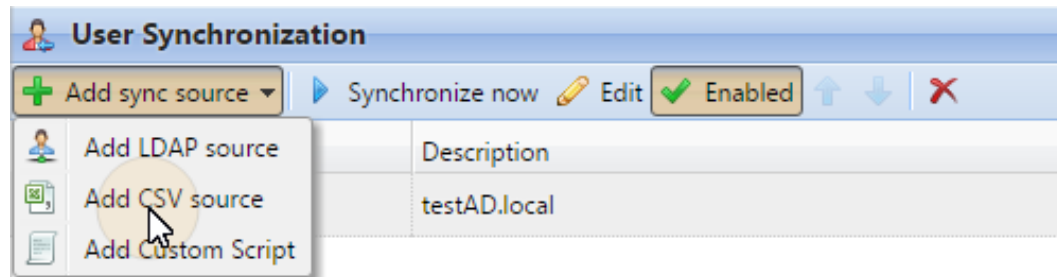 User Synchronization
Add sync source Synchronize now Edit Enabled
Add LDAP source Description
Add CSV source testAD.local
Add Custom Script